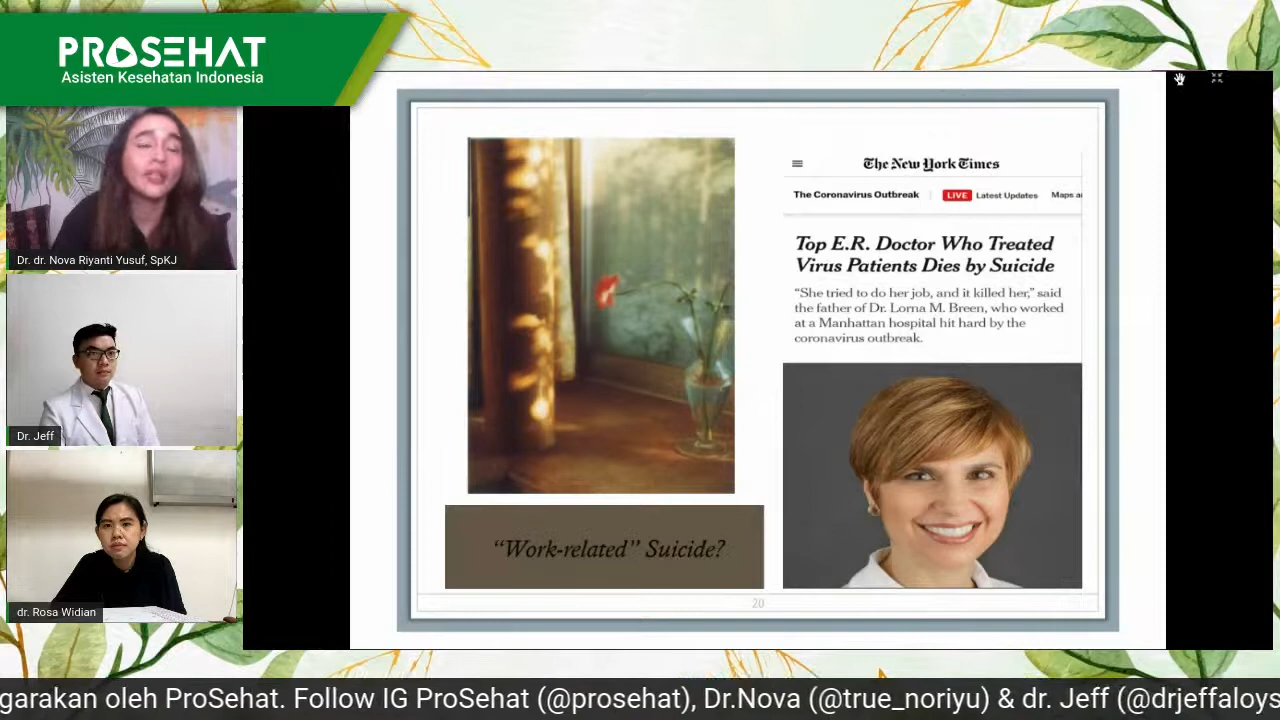 PROSEHAT
Asisten Kesehatan Indonesia
Dr. dr. Nova Riyanti Yusuf, SpKJ
Dr. Jeff
dr. Rosa Widian
The New York Times
The Coronavirus Outbreak
LIVE Latest Updates Maps
Top E.R. Doctor Who Treated
Virus Patients Dies by Suicide
“She tried to do her job, and it killed her,” said
the father of Dr. Lorna M. Breen, who worked
at a Manhattan hospital hit hard by the
coronavirus outbreak.
“Work-related” Suicide?
20
garakan oleh ProSehat. Follow IG ProSehat (@prosehat), Dr.Nova (@true_noriyu) & dr. Jeff (@drjeffaloys